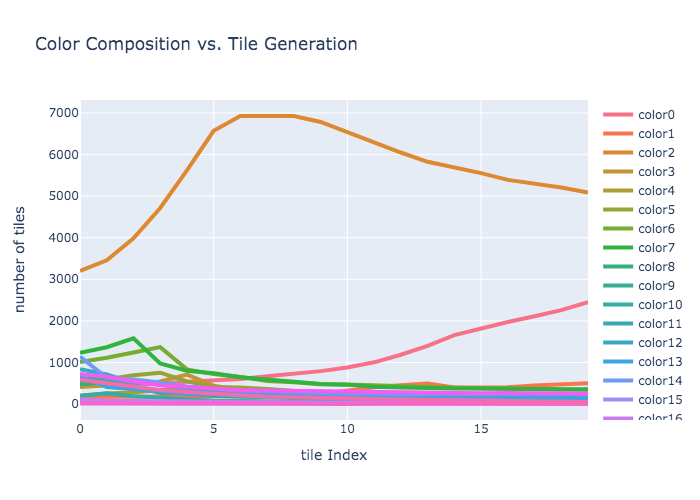 Color Composition vs. Tile Generation
number of tiles
7000
6000
5000
4000
3000
2000
1000
0
0
5
10
15
tile Index
color0
color1
color2
color3
color4
color5
color6
color7
color8
color9
color10
color11
color12
color13
color14
color15
color16